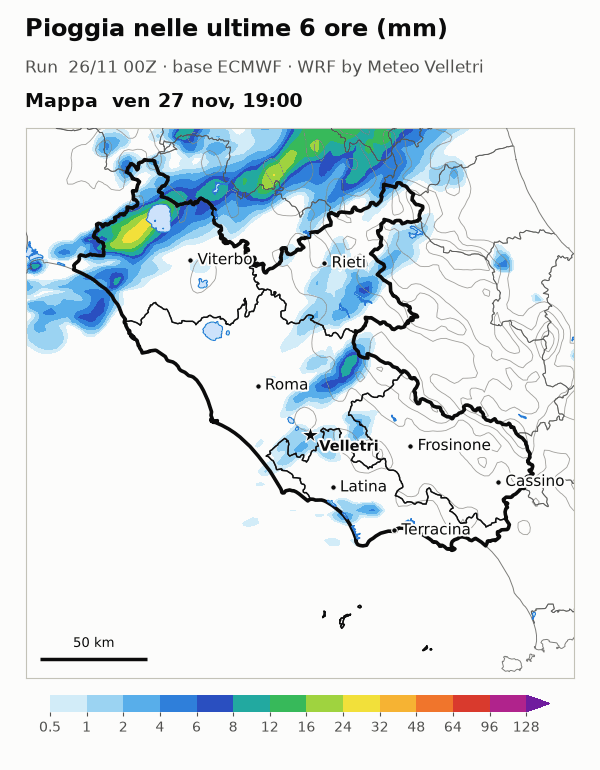 Pioggia nelle ultime 6 ore (mm)
Run  26/11 00Z · base ECMWF · WRF by Meteo Velletri
Mappa  ven 27 nov, 19:00
Viterbo
Rieti
Roma
Velletri
Frosinone
Latina
Cassino
Terracina
50 km
0.5 1 2 4 6 8 12 16 24 32 48 64 96 128